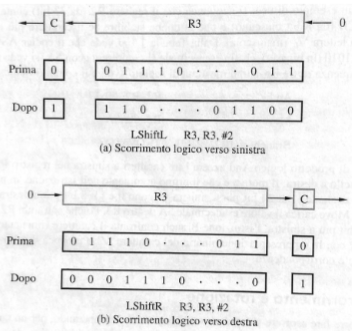 C R3 0
Prima 0 0 1 1 1 0 · · · 0 1 1
Dopo 1 1 1 0 · · · 0 1 1 0 0
LShiftL R3, R3, #2
(a) Scorrimento logico verso sinistra
0 R3 C
Prima 0 1 1 1 0 · · · 0 1 1 0
Dopo 0 0 0 1 1 1 0 · · · 0 1
LShiftR R3, R3, #2
(b) Scorrimento logico verso destra